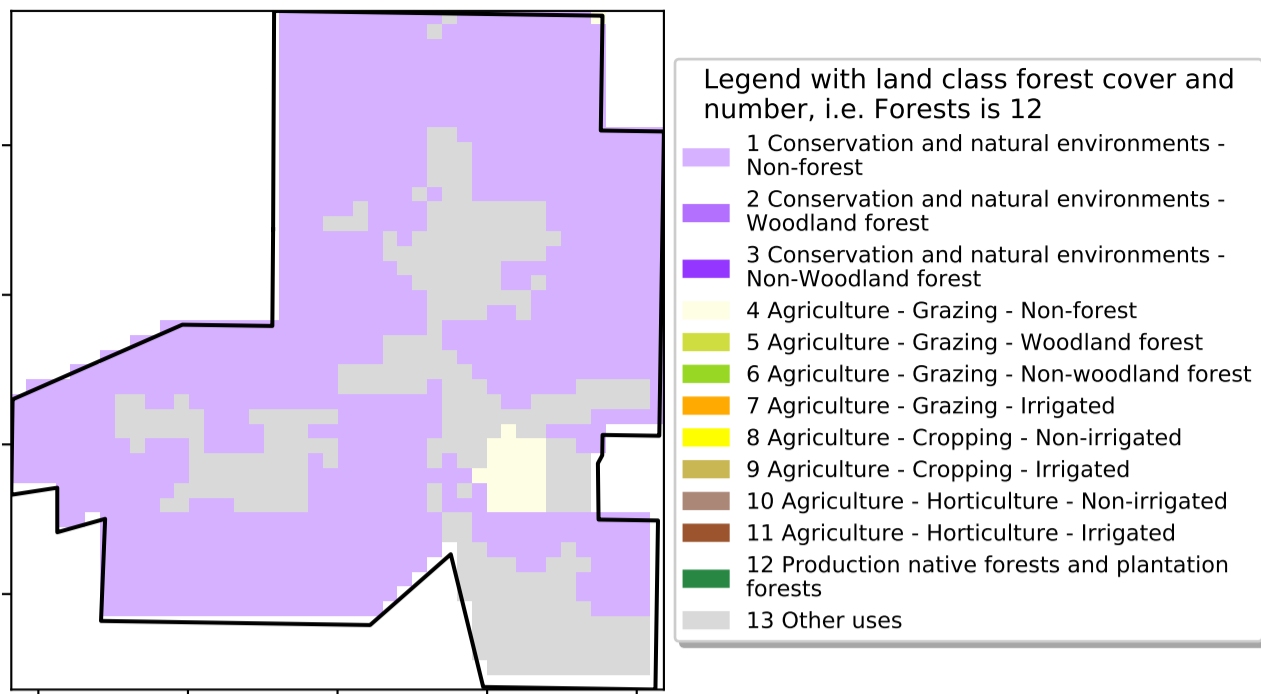 Legend with land class forest cover and
number, i.e. Forests is 12
1 Conservation and natural environments -
Non-forest
2 Conservation and natural environments -
Woodland forest
3 Conservation and natural environments -
Non-Woodland forest
4 Agriculture - Grazing - Non-forest
5 Agriculture - Grazing - Woodland forest
6 Agriculture - Grazing - Non-woodland forest
7 Agriculture - Grazing - Irrigated
8 Agriculture - Cropping - Non-irrigated
9 Agriculture - Cropping - Irrigated
10 Agriculture - Horticulture - Non-irrigated
11 Agriculture - Horticulture - Irrigated
12 Production native forests and plantation
forests
13 Other uses